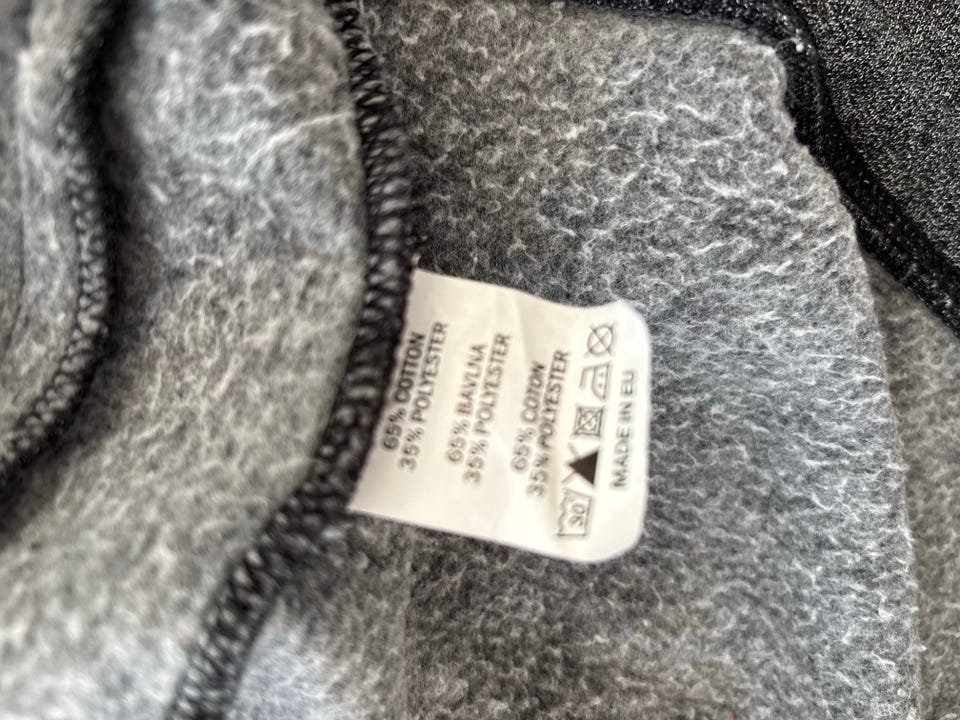 65% COTTON
35% POLYESTER
65% BAVLNA
35% POLYESTER
65% COTON
35% POLYESTER
30
MADE IN EU